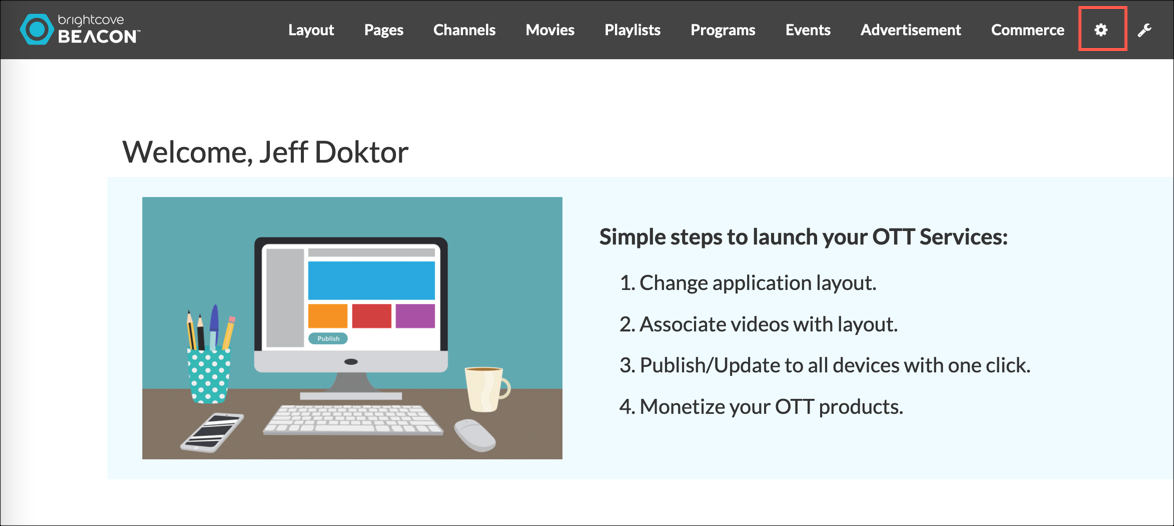 brightcove
BEACON™
Layout Pages Channels Movies Playlists Programs Events Advertisement Commerce
Welcome, Jeff Doktor
Publish
Simple steps to launch your OTT Services:
1. Change application layout.
2. Associate videos with layout.
3. Publish/Update to all devices with one click.
4. Monetize your OTT products.